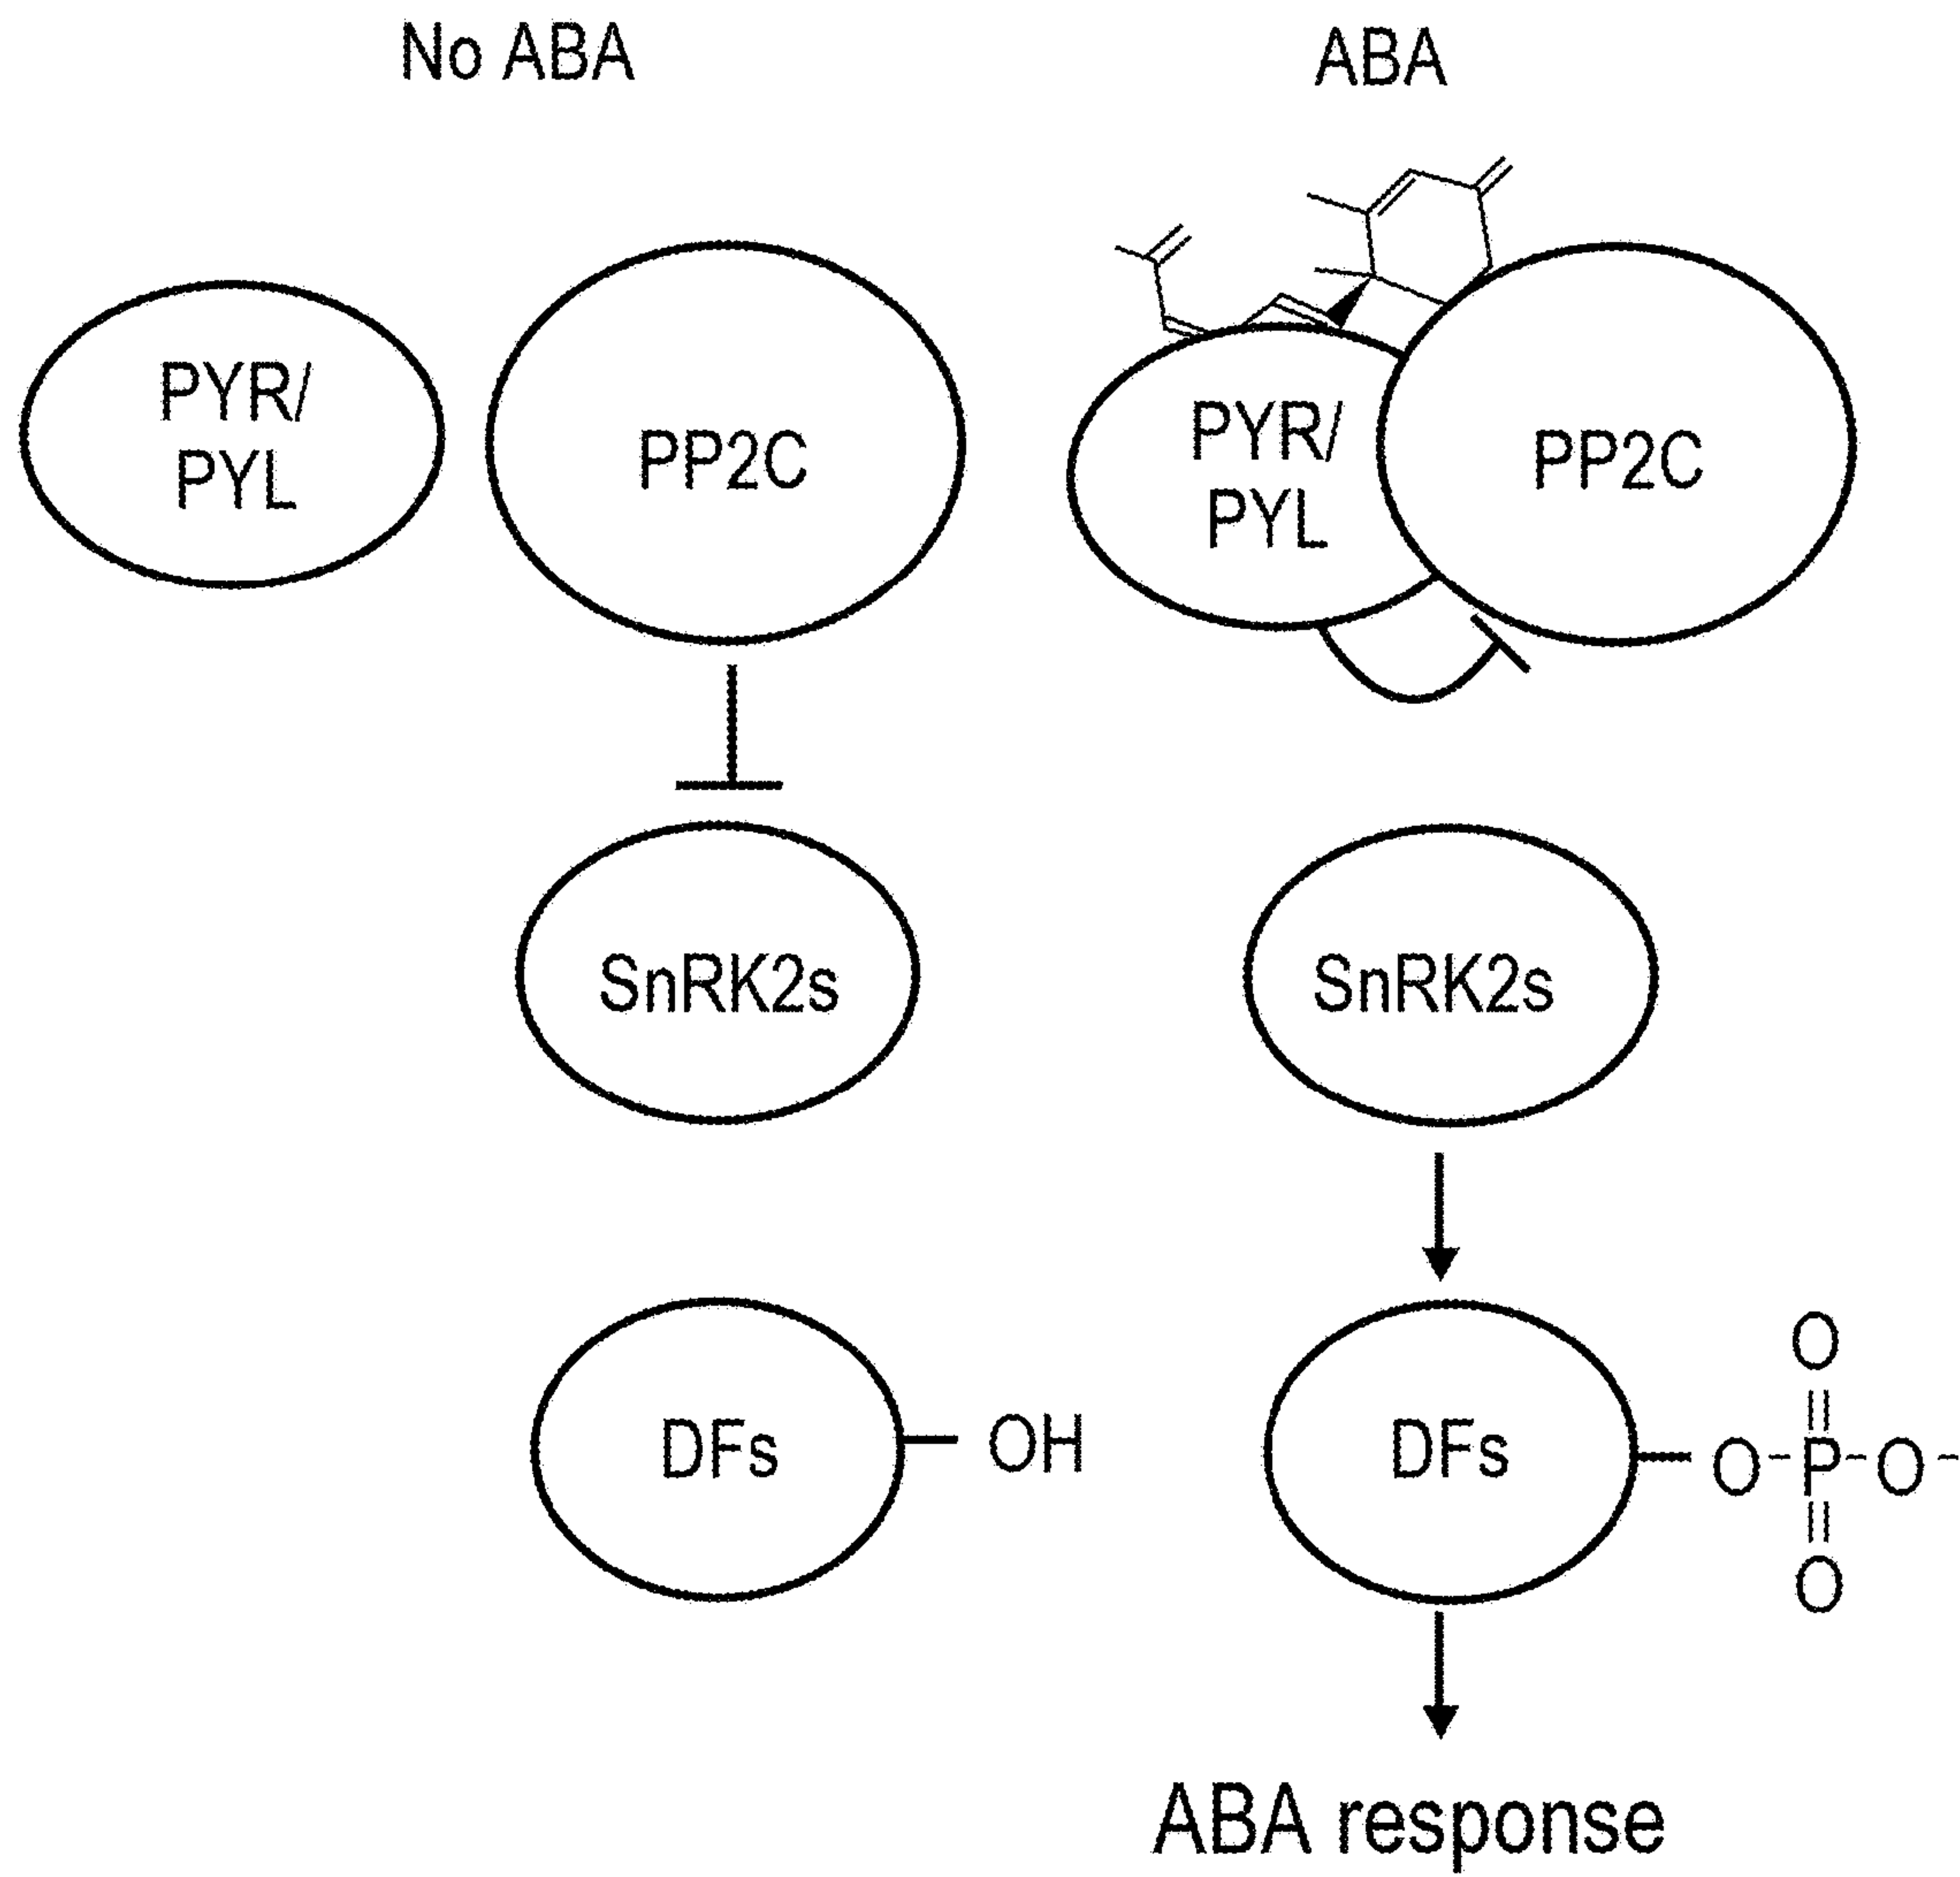 No ABA
ABA
PYR/
PYL
PP2C
PYR/
PYL
PP2C
SnRK2s
SnRK2s
DFs
OH
DFs
O
O-P-O-
O
ABA response